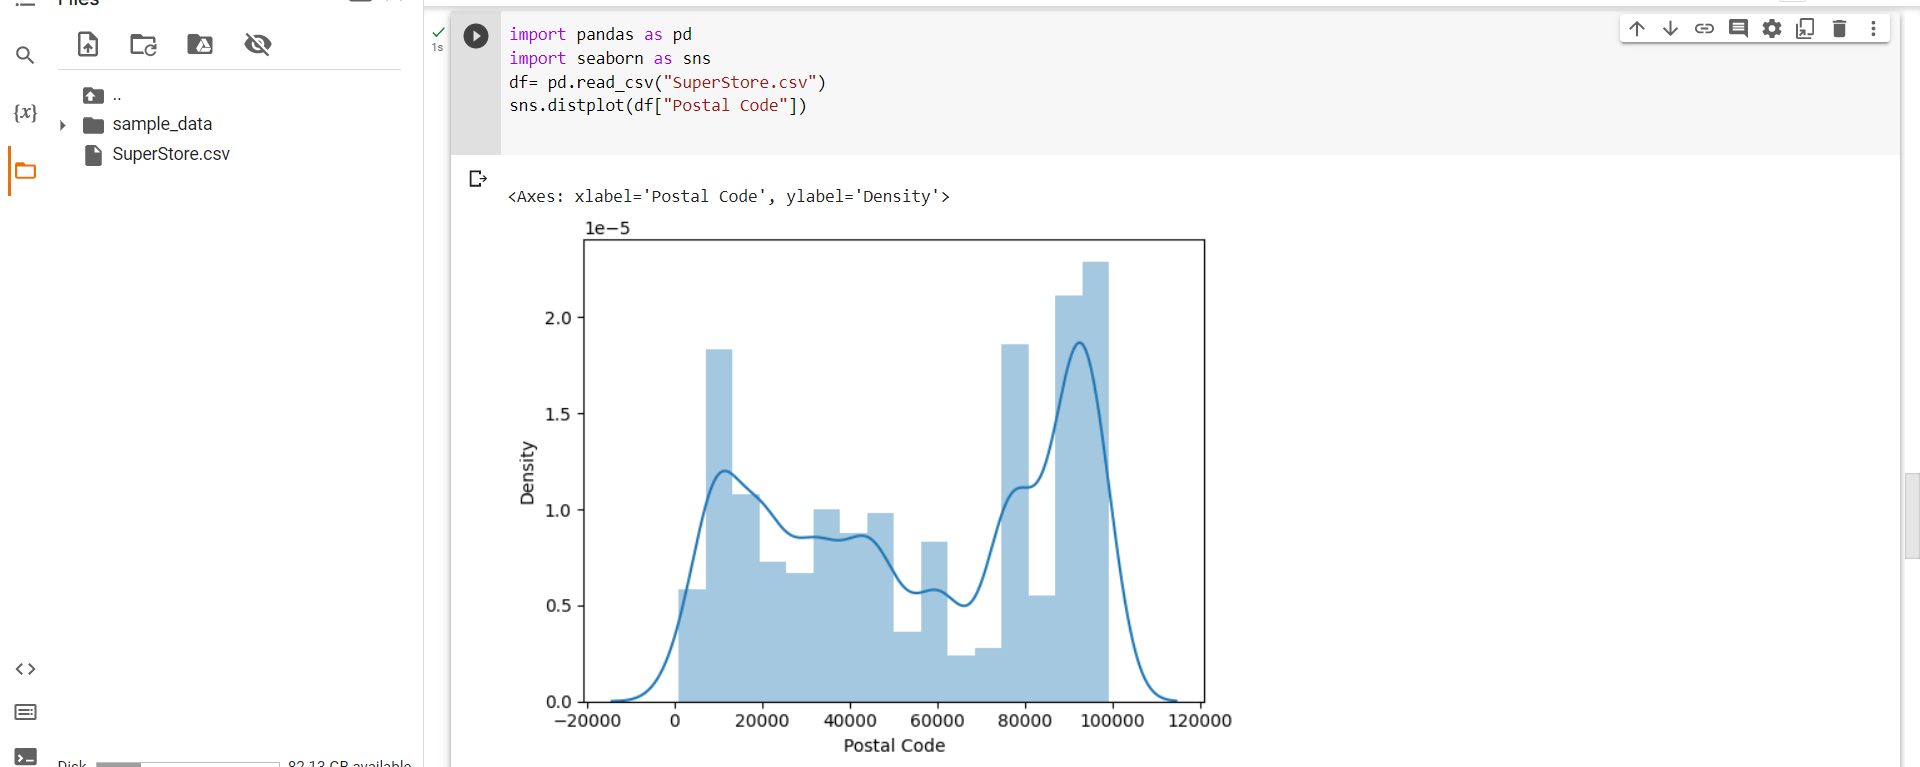 Files
{x}
..
sample_data
SuperStore.csv
Disk
82.13 GB available
1s
import pandas as pd
import seaborn as sns
df= pd.read_csv("SuperStore.csv")
sns.distplot(df["Postal Code"])
<Axes: xlabel='Postal Code', ylabel='Density'>
1e−5
2.0
1.5
1.0
0.5
0.0
Density
−20000 0 20000 40000 60000 80000 100000 120000
Postal Code